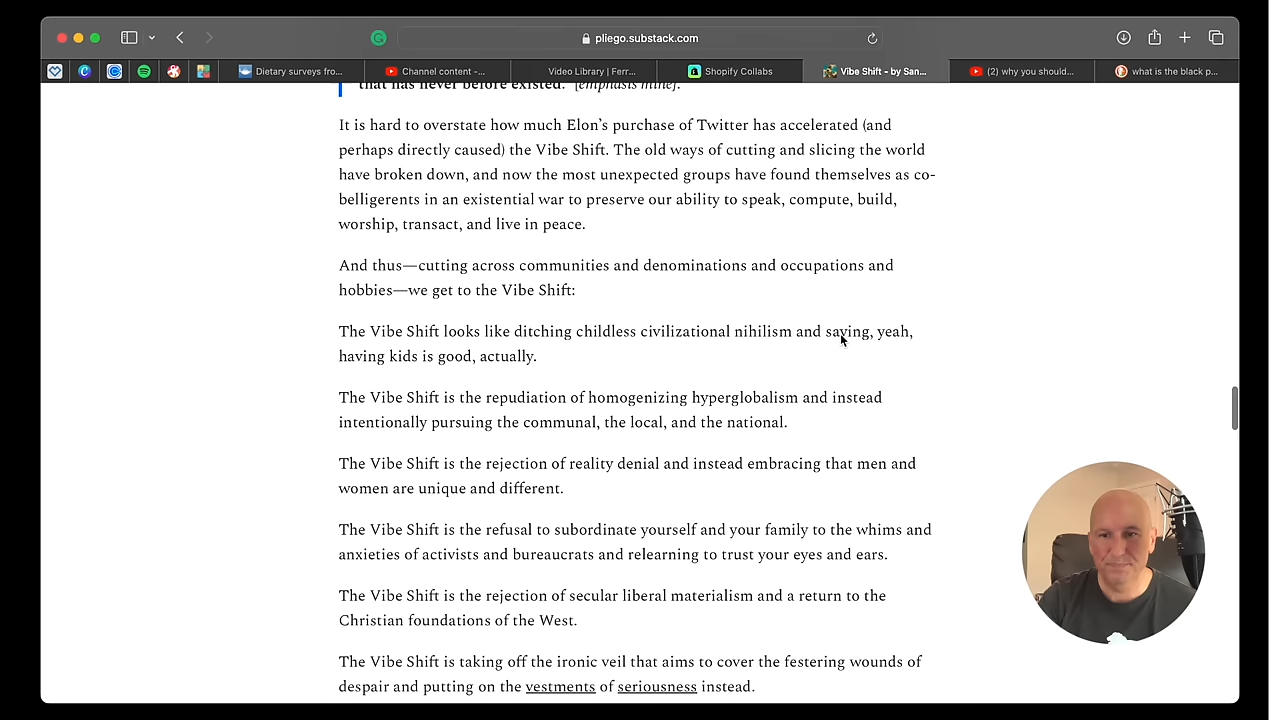 pliego.substack.com
Dietary surveys fro...
Channel content -...
Video Library | Ferr...
Shopify Collabs
Vibe Shift - by San...
(2) why you should...
what is the black p...
that has never before existed." [emphasis mine].
It is hard to overstate how much Elon’s purchase of Twitter has accelerated (and
perhaps directly caused) the Vibe Shift. The old ways of cutting and slicing the world
have broken down, and now the most unexpected groups have found themselves as co-
belligerents in an existential war to preserve our ability to speak, compute, build,
worship, transact, and live in peace.
And thus—cutting across communities and denominations and occupations and
hobbies—we get to the Vibe Shift:
The Vibe Shift looks like ditching childless civilizational nihilism and saying, yeah,
having kids is good, actually.
The Vibe Shift is the repudiation of homogenizing hyperglobalism and instead
intentionally pursuing the communal, the local, and the national.
The Vibe Shift is the rejection of reality denial and instead embracing that men and
women are unique and different.
The Vibe Shift is the refusal to subordinate yourself and your family to the whims and
anxieties of activists and bureaucrats and relearning to trust your eyes and ears.
The Vibe Shift is the rejection of secular liberal materialism and a return to the
Christian foundations of the West.
The Vibe Shift is taking off the ironic veil that aims to cover the festering wounds of
despair and putting on the vestments of seriousness instead.